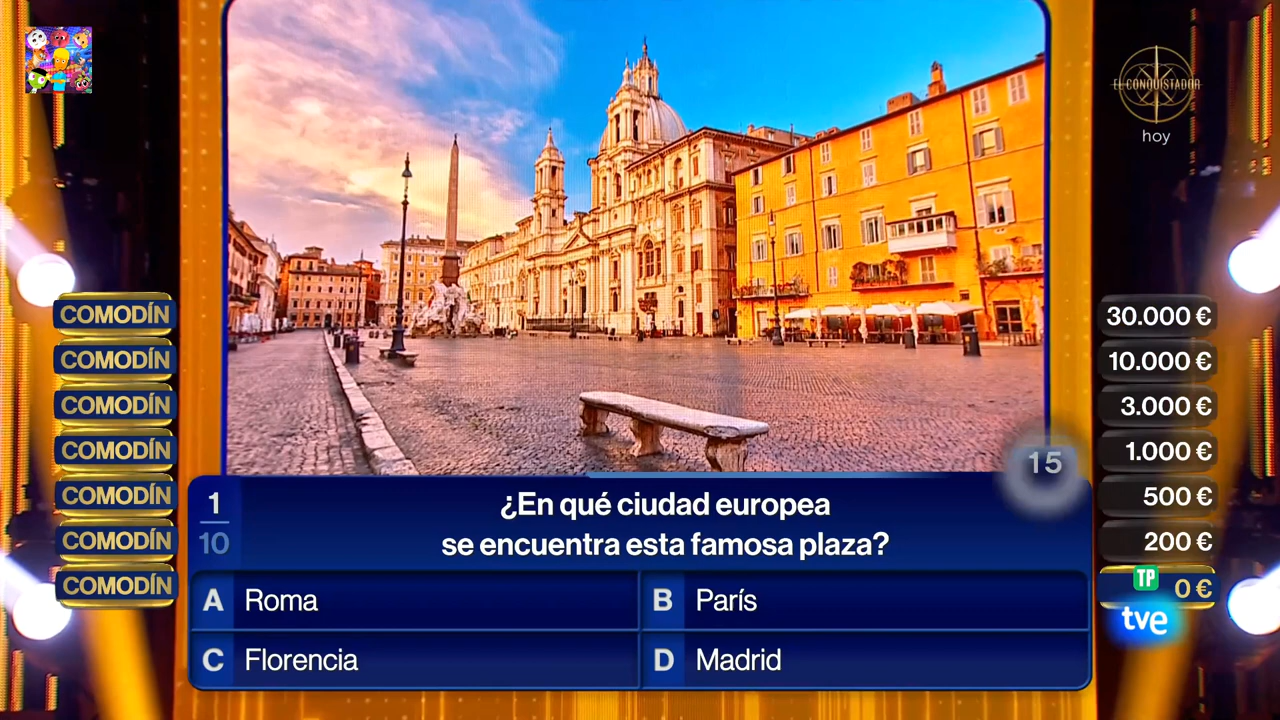 EL CONQUISTADOR
hoy
COMODÍN
COMODÍN
COMODÍN
COMODÍN
COMODÍN
COMODÍN
COMODÍN
30.000 €
10.000 €
3.000 €
1.000 €
500 €
200 €
TP
0 €
tve
15
1
10
¿En qué ciudad europea
se encuentra esta famosa plaza?
A Roma
B París
C Florencia
D Madrid